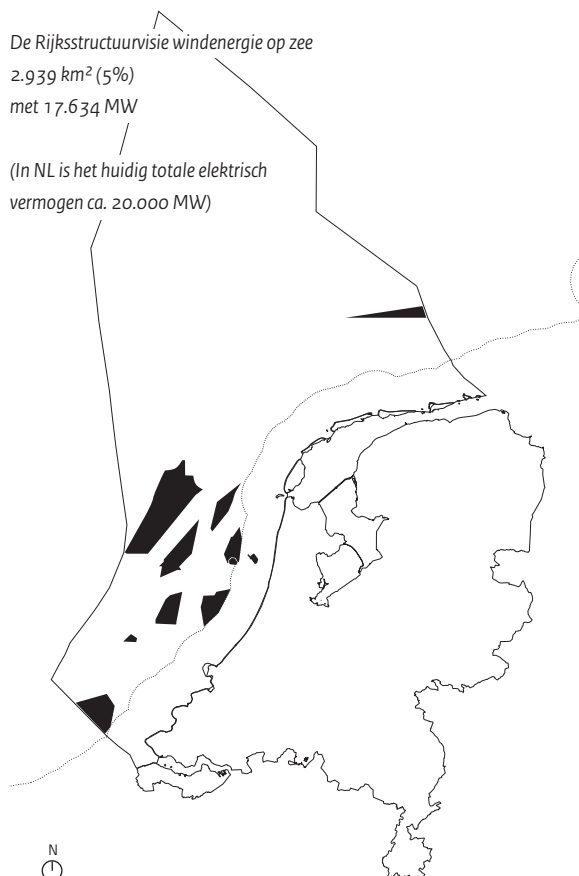 De Rijksstructuurvisie windenergie op zee
2.939 km² (5%)
met 17.634 MW
(In NL is het huidig totale elektrisch
vermogen ca. 20.000 MW)
N